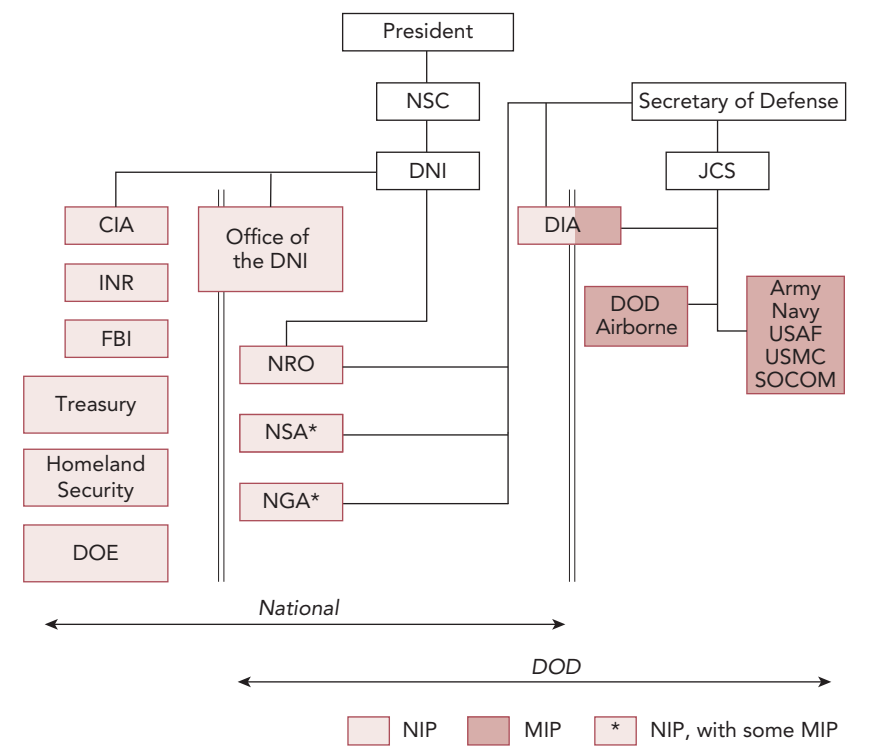 President
NSC
Secretary of Defense
DNI
JCS
CIA
Office of
the DNI
DIA
INR
DOD
Airborne
Army
Navy
USAF
USMC
SOCOM
FBI
NRO
Treasury
NSA*
Homeland
Security
NGA*
DOE
National
DOD
NIP
MIP
* NIP, with some MIP